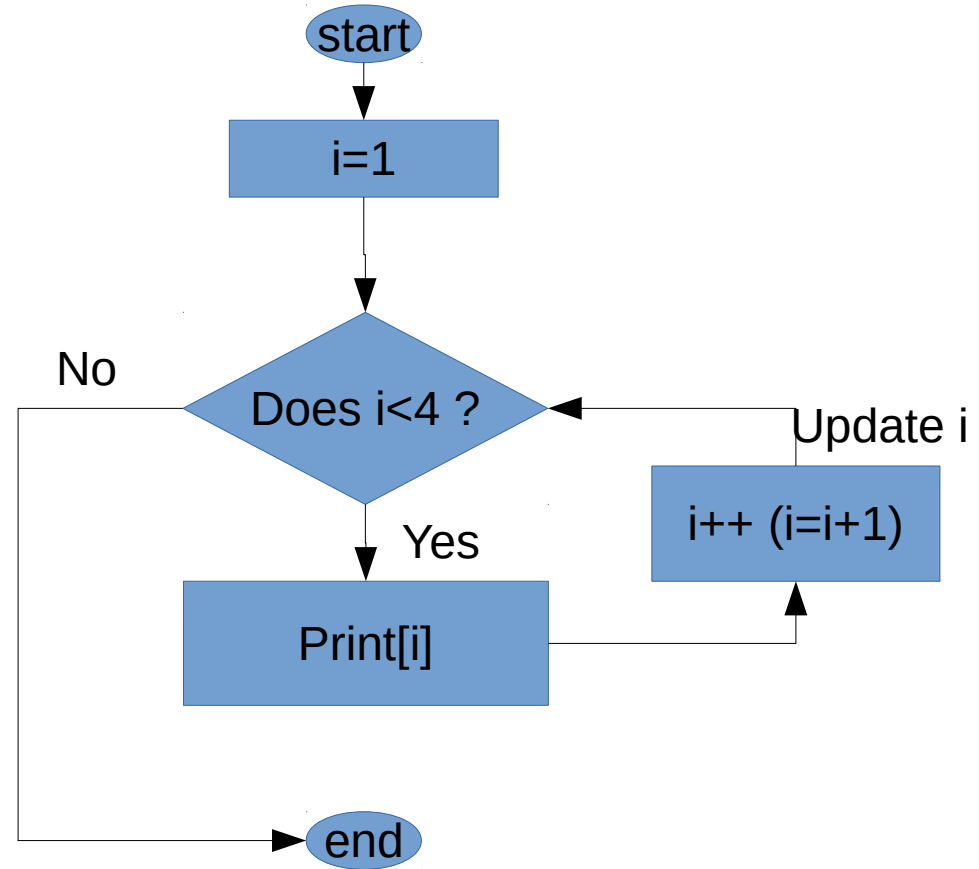 start
i=1
No
Does i<4 ?
Update i
i++ (i=i+1)
Yes
Print[i]
end